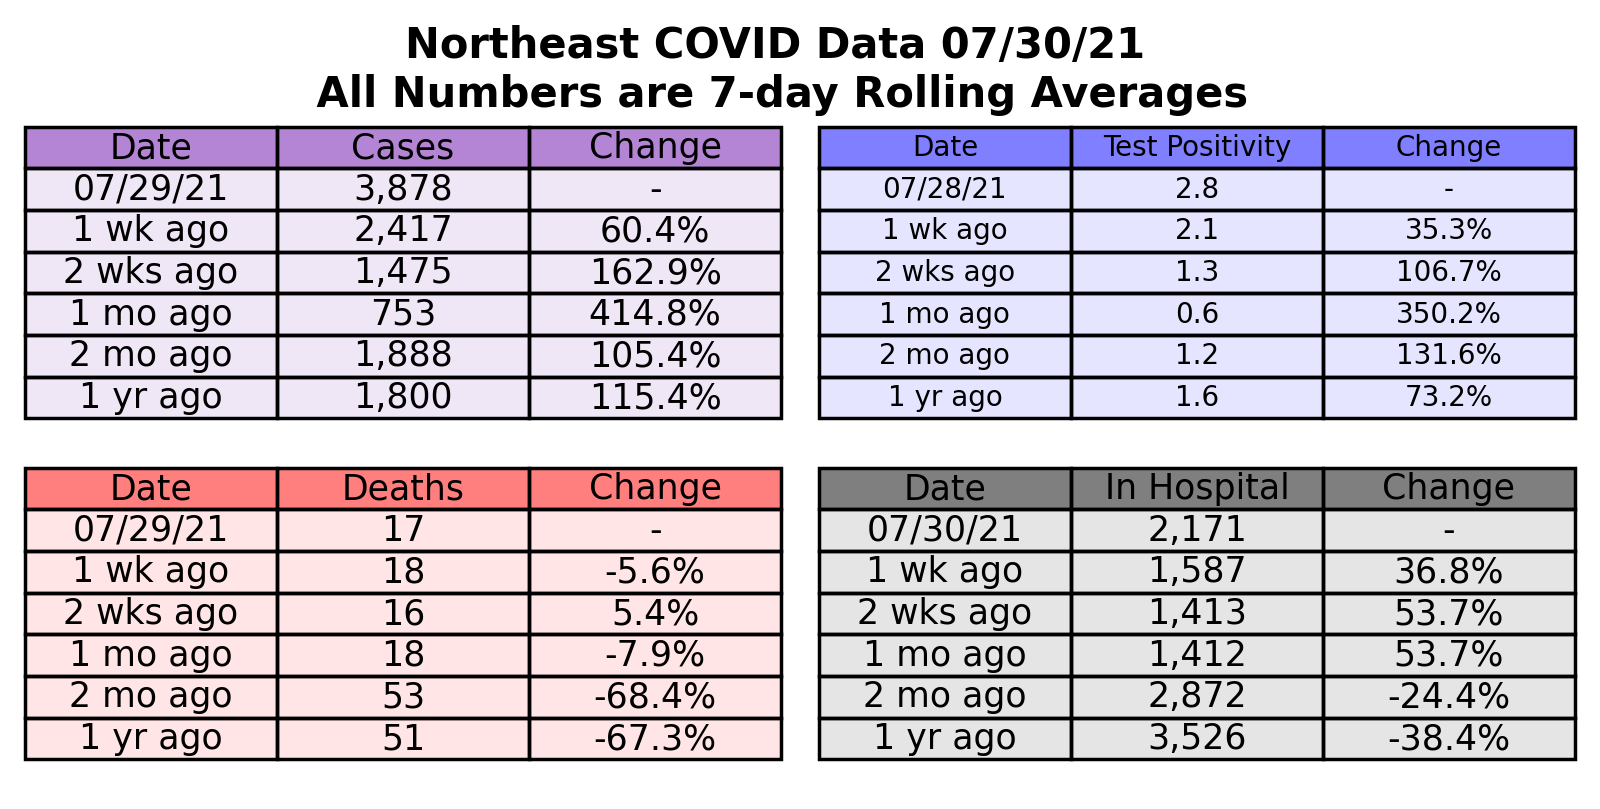 Northeast COVID Data 07/30/21
All Numbers are 7-day Rolling Averages
Date Cases Change
07/29/21 3,878 -
1 wk ago 2,417 60.4%
2 wks ago 1,475 162.9%
1 mo ago 753 414.8%
2 mo ago 1,888 105.4%
1 yr ago 1,800 115.4%
Date Test Positivity Change
07/28/21 2.8 -
1 wk ago 2.1 35.3%
2 wks ago 1.3 106.7%
1 mo ago 0.6 350.2%
2 mo ago 1.2 131.6%
1 yr ago 1.6 73.2%
Date Deaths Change
07/29/21 17 -
1 wk ago 18 -5.6%
2 wks ago 16 5.4%
1 mo ago 18 -7.9%
2 mo ago 53 -68.4%
1 yr ago 51 -67.3%
Date In Hospital Change
07/30/21 2,171 -
1 wk ago 1,587 36.8%
2 wks ago 1,413 53.7%
1 mo ago 1,412 53.7%
2 mo ago 2,872 -24.4%
1 yr ago 3,526 -38.4%